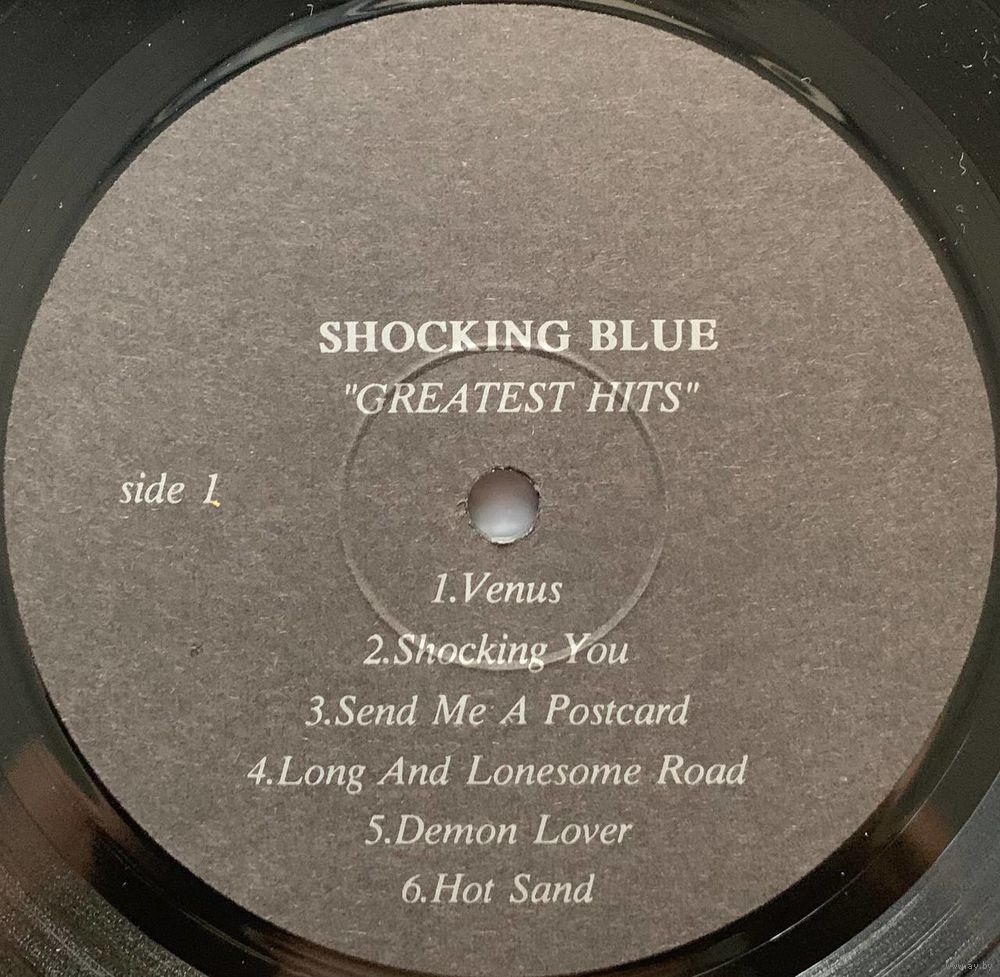 SHOCKING BLUE
"GREATEST HITS"
side 1
1.Venus
2.Shocking You
3.Send Me A Postcard
4.Long And Lonesome Road
5.Demon Lover
6.Hot Sand